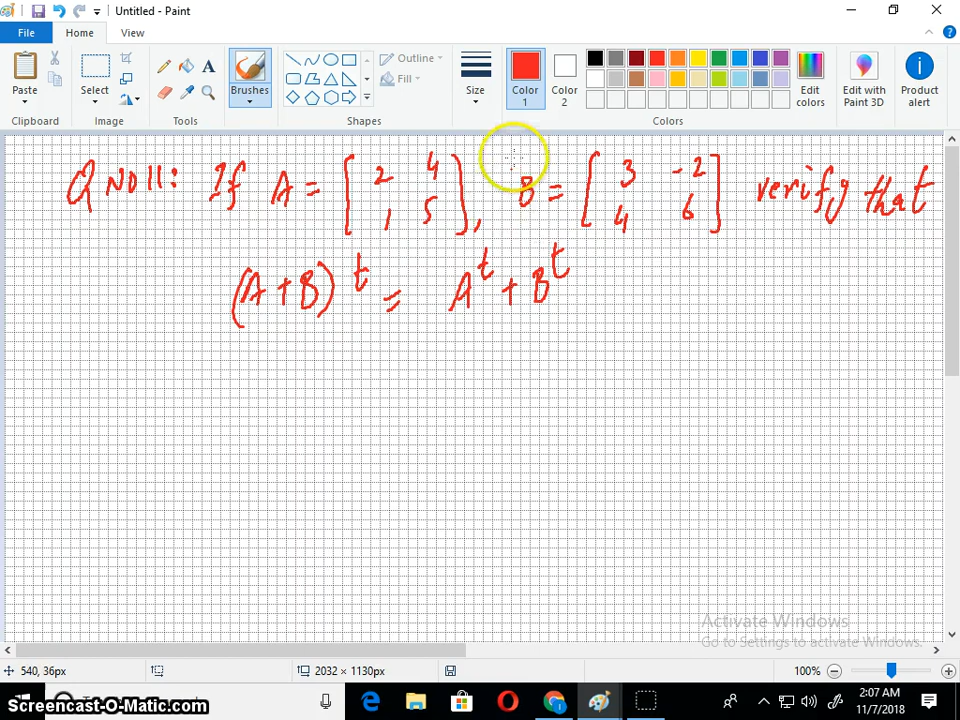 Untitled - Paint
File Home View
Paste Select Brushes Size Color 1 Color 2 Edit colors Edit with Paint 3D Product alert
Outline
Fill
Clipboard Image Tools Shapes Colors
Q No 11: If A = [ 2 4 ; 1 5 ], B = [ 3 -2 ; 4 6 ] verify that
(A+B)^t = A^t + B^t
Activate Windows
Go to Settings to activate Windows.
540, 36px 2032 × 1130px 100%
2:07 AM
Screencast-O-Matic.com 11/7/2018